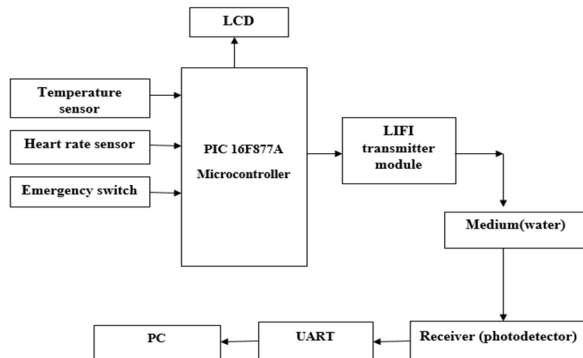 LCD
Temperature
sensor
Heart rate sensor
Emergency switch
PIC 16F877A
Microcontroller
LIFI
transmitter
module
Medium(water)
Receiver (photodetector)
UART
PC